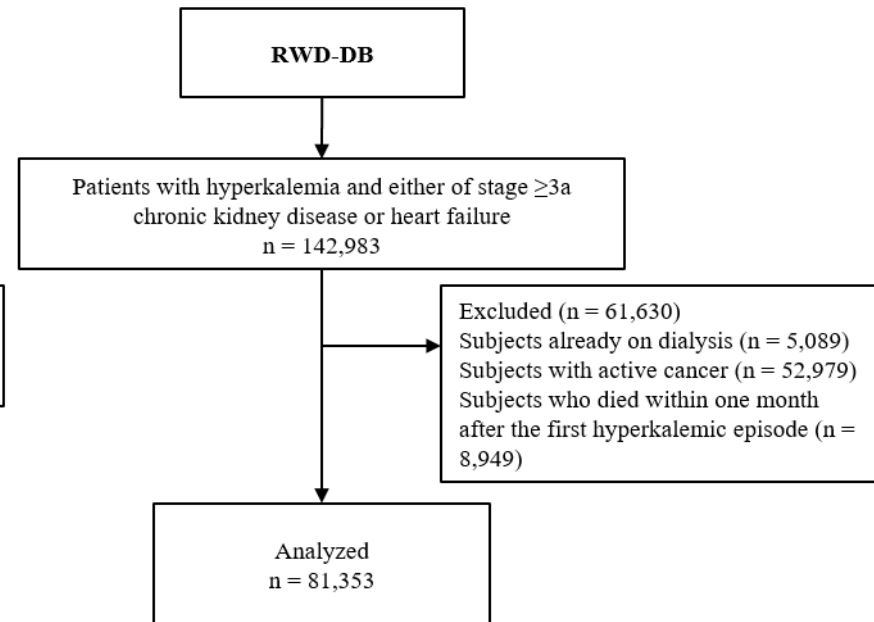 RWD-DB
Patients with hyperkalemia and either of stage ≥3a
chronic kidney disease or heart failure
n = 142,983
Excluded (n = 61,630)
Subjects already on dialysis (n = 5,089)
Subjects with active cancer (n = 52,979)
Subjects who died within one month
after the first hyperkalemic episode (n =
8,949)
Analyzed
n = 81,353